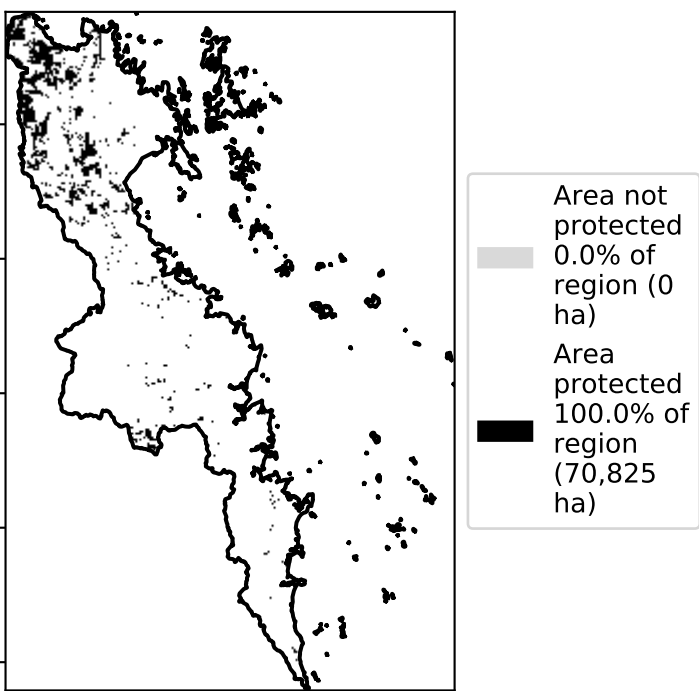 Area not
protected
0.0% of
region (0
ha)
Area
protected
100.0% of
region
(70,825
ha)